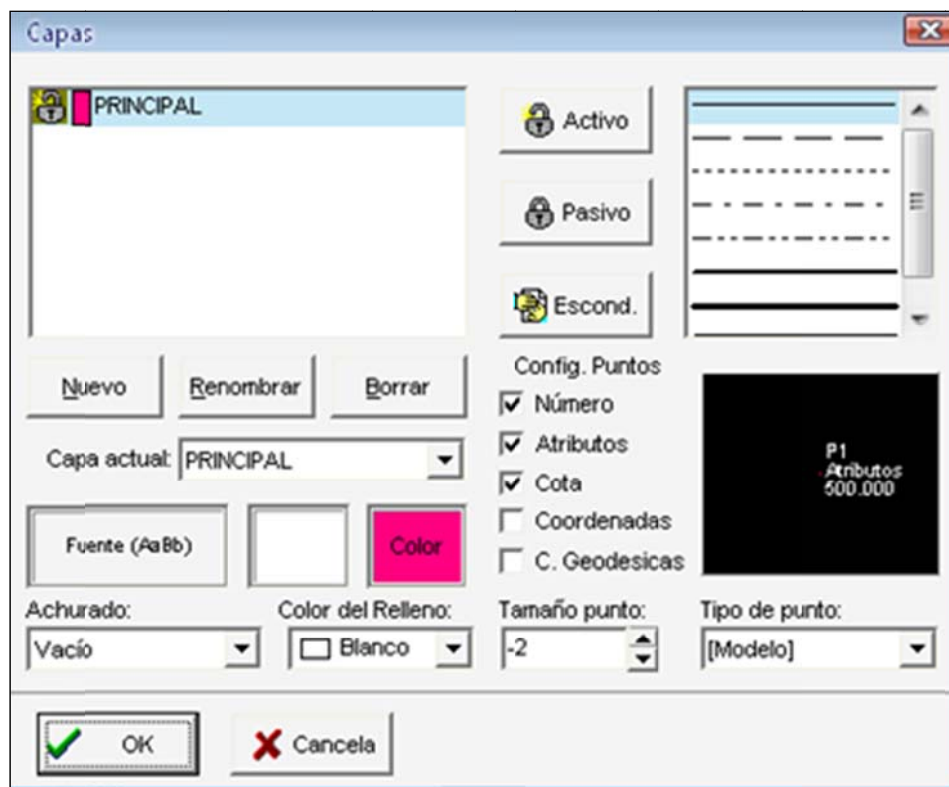 Capas
PRINCIPAL
Activo
Pasivo
Escond.
Nuevo
Renombrar
Borrar
Capa actual:
PRINCIPAL
Fuente (AaBb)
Color
Config. Puntos
Número
Atributos
Cota
Coordenadas
C. Geodesicas
P1
Atributos
500.000
Achurado:
Vacío
Color del Relleno:
Blanco
Tamaño punto:
-2
Tipo de punto:
[Modelo]
OK
Cancela